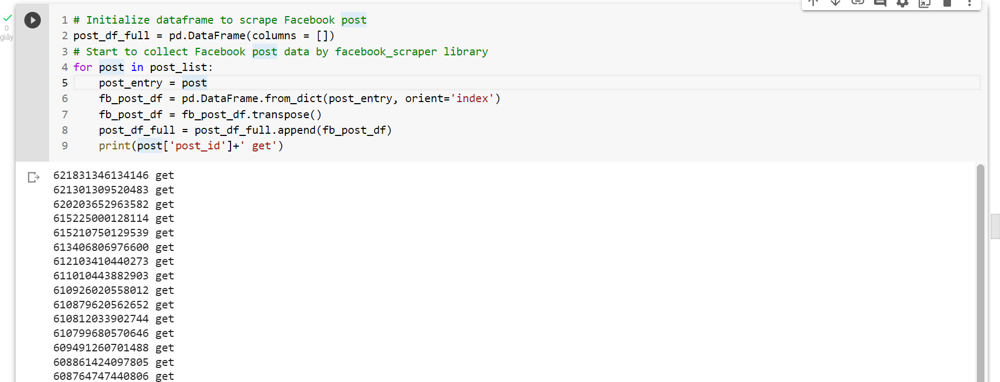 0
giây
1 # Initialize dataframe to scrape Facebook post
2 post_df_full = pd.DataFrame(columns = [])
3 # Start to collect Facebook post data by facebook_scraper library
4 for post in post_list:
5     post_entry = post
6     fb_post_df = pd.DataFrame.from_dict(post_entry, orient='index')
7     fb_post_df = fb_post_df.transpose()
8     post_df_full = post_df_full.append(fb_post_df)
9     print(post['post_id']+' get')
621831346134146 get
621301309520483 get
620203652963582 get
615225000128114 get
615210750129539 get
613406806976600 get
612103410440273 get
611010443882903 get
610926020558012 get
610879620562652 get
610812033902744 get
610799680570646 get
609491260701488 get
608861424097805 get
608764747440806 get